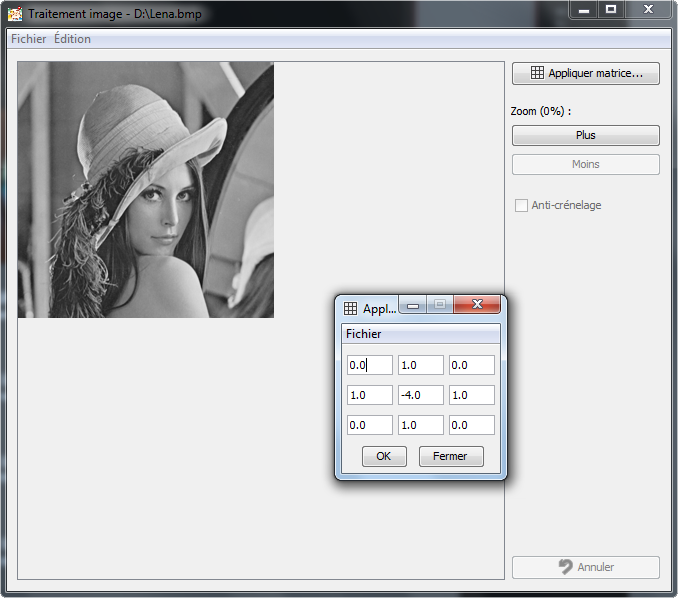 Traitement image - D:\Lena.bmp
Fichier Édition
Appliquer matrice...
Zoom (0%) :
Plus
Moins
Anti-crénelage
Appl...
Fichier
0.0 1.0 0.0
1.0 -4.0 1.0
0.0 1.0 0.0
OK Fermer
Annuler